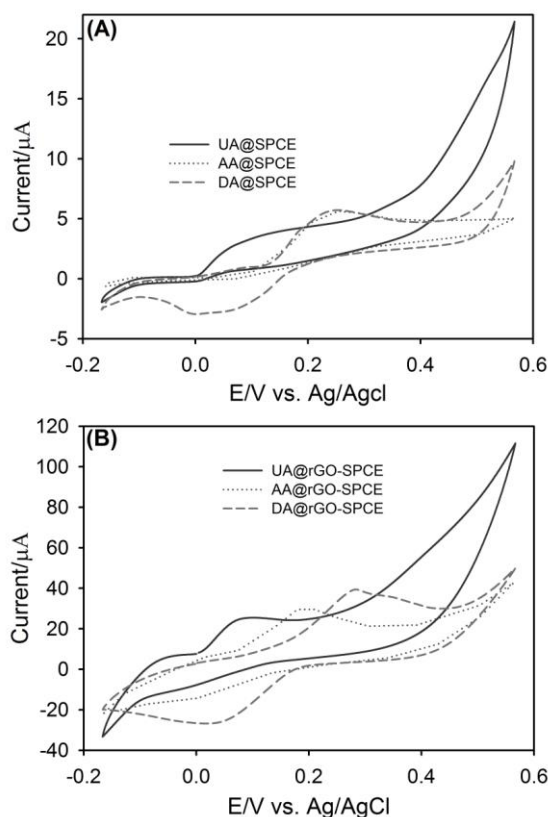 (A)
20
15
10
5
0
-5
Current/µA
UA@SPCE
AA@SPCE
DA@SPCE
-0.2 0.0 0.2 0.4 0.6
E/V vs. Ag/Agcl
(B)
120
100
80
60
40
20
0
-20
-40
Current/µA
UA@rGO-SPCE
AA@rGO-SPCE
DA@rGO-SPCE
-0.2 0.0 0.2 0.4 0.6
E/V vs. Ag/AgCl